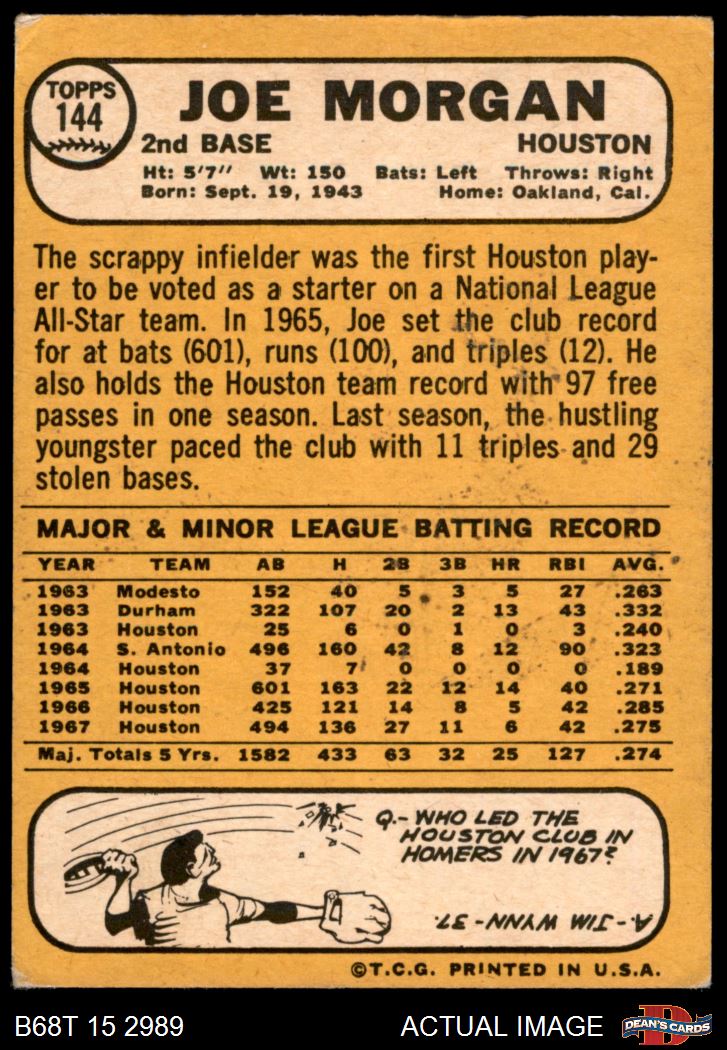 TOPPS
144
JOE MORGAN
2nd BASE HOUSTON
Ht: 5'7" Wt: 150 Bats: Left Throws: Right
Born: Sept. 19, 1943 Home: Oakland, Cal.
The scrappy infielder was the first Houston play-
er to be voted as a starter on a National League
All-Star team. In 1965, Joe set the club record
for at bats (601), runs (100), and triples (12). He
also holds the Houston team record with 97 free
passes in one season. Last season, the hustling
youngster paced the club with 11 triples and 29
stolen bases.
MAJOR & MINOR LEAGUE BATTING RECORD
YEAR TEAM AB H 2B 3B HR RBI AVG.
1963 Modesto 152 40 5 3 5 27 .263
1963 Durham 322 107 20 2 13 43 .332
1963 Houston 25 6 0 1 0 3 .240
1964 S. Antonio 496 160 42 8 12 90 .323
1964 Houston 37 7 0 0 0 0 .189
1965 Houston 601 163 22 12 14 40 .271
1966 Houston 425 121 14 8 5 42 .285
1967 Houston 494 136 27 11 6 42 .275
Maj. Totals 5 Yrs. 1582 433 63 32 25 127 .274
Q.- WHO LED THE
HOUSTON CLUB IN
HOMERS IN 1967?
A.- JIM WYNN - 37.
©T.C.G. PRINTED IN U.S.A.
B68T 15 2989 ACTUAL IMAGE
D
DEAN'S CARDS